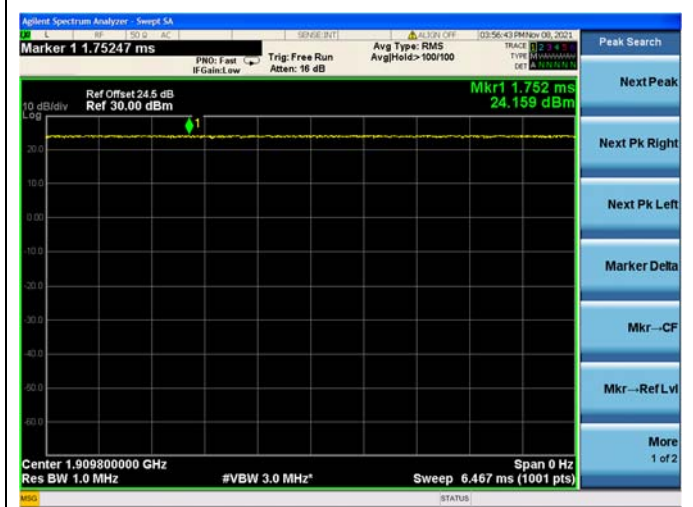 Agilent Spectrum Analyzer - Swept SA
L RF 50 Ω AC SENSE:INT ALIGN OFF 03:56:43 PM Nov 08, 2021
Marker 1 1.75247 ms
PNO: Fast
IFGain:Low
Trig: Free Run
Atten: 16 dB
Avg Type: RMS
Avg|Hold:> 100/100
TRACE 1 2 3 4 5 6
TYPE
DET A N N N N N
Peak Search
Next Peak
Next Pk Right
Next Pk Left
Marker Delta
Mkr→CF
Mkr→Ref Lvl
More
1 of 2
Ref Offset 24.5 dB
10 dB/div Ref 30.00 dBm
Log
Mkr1 1.752 ms
24.159 dBm
1
20.0
10.0
0.00
-10.0
-20.0
-30.0
-40.0
-50.0
-60.0
Center 1.909800000 GHz Span 0 Hz
Res BW 1.0 MHz #VBW 3.0 MHz* Sweep 6.467 ms (1001 pts)
MSG STATUS